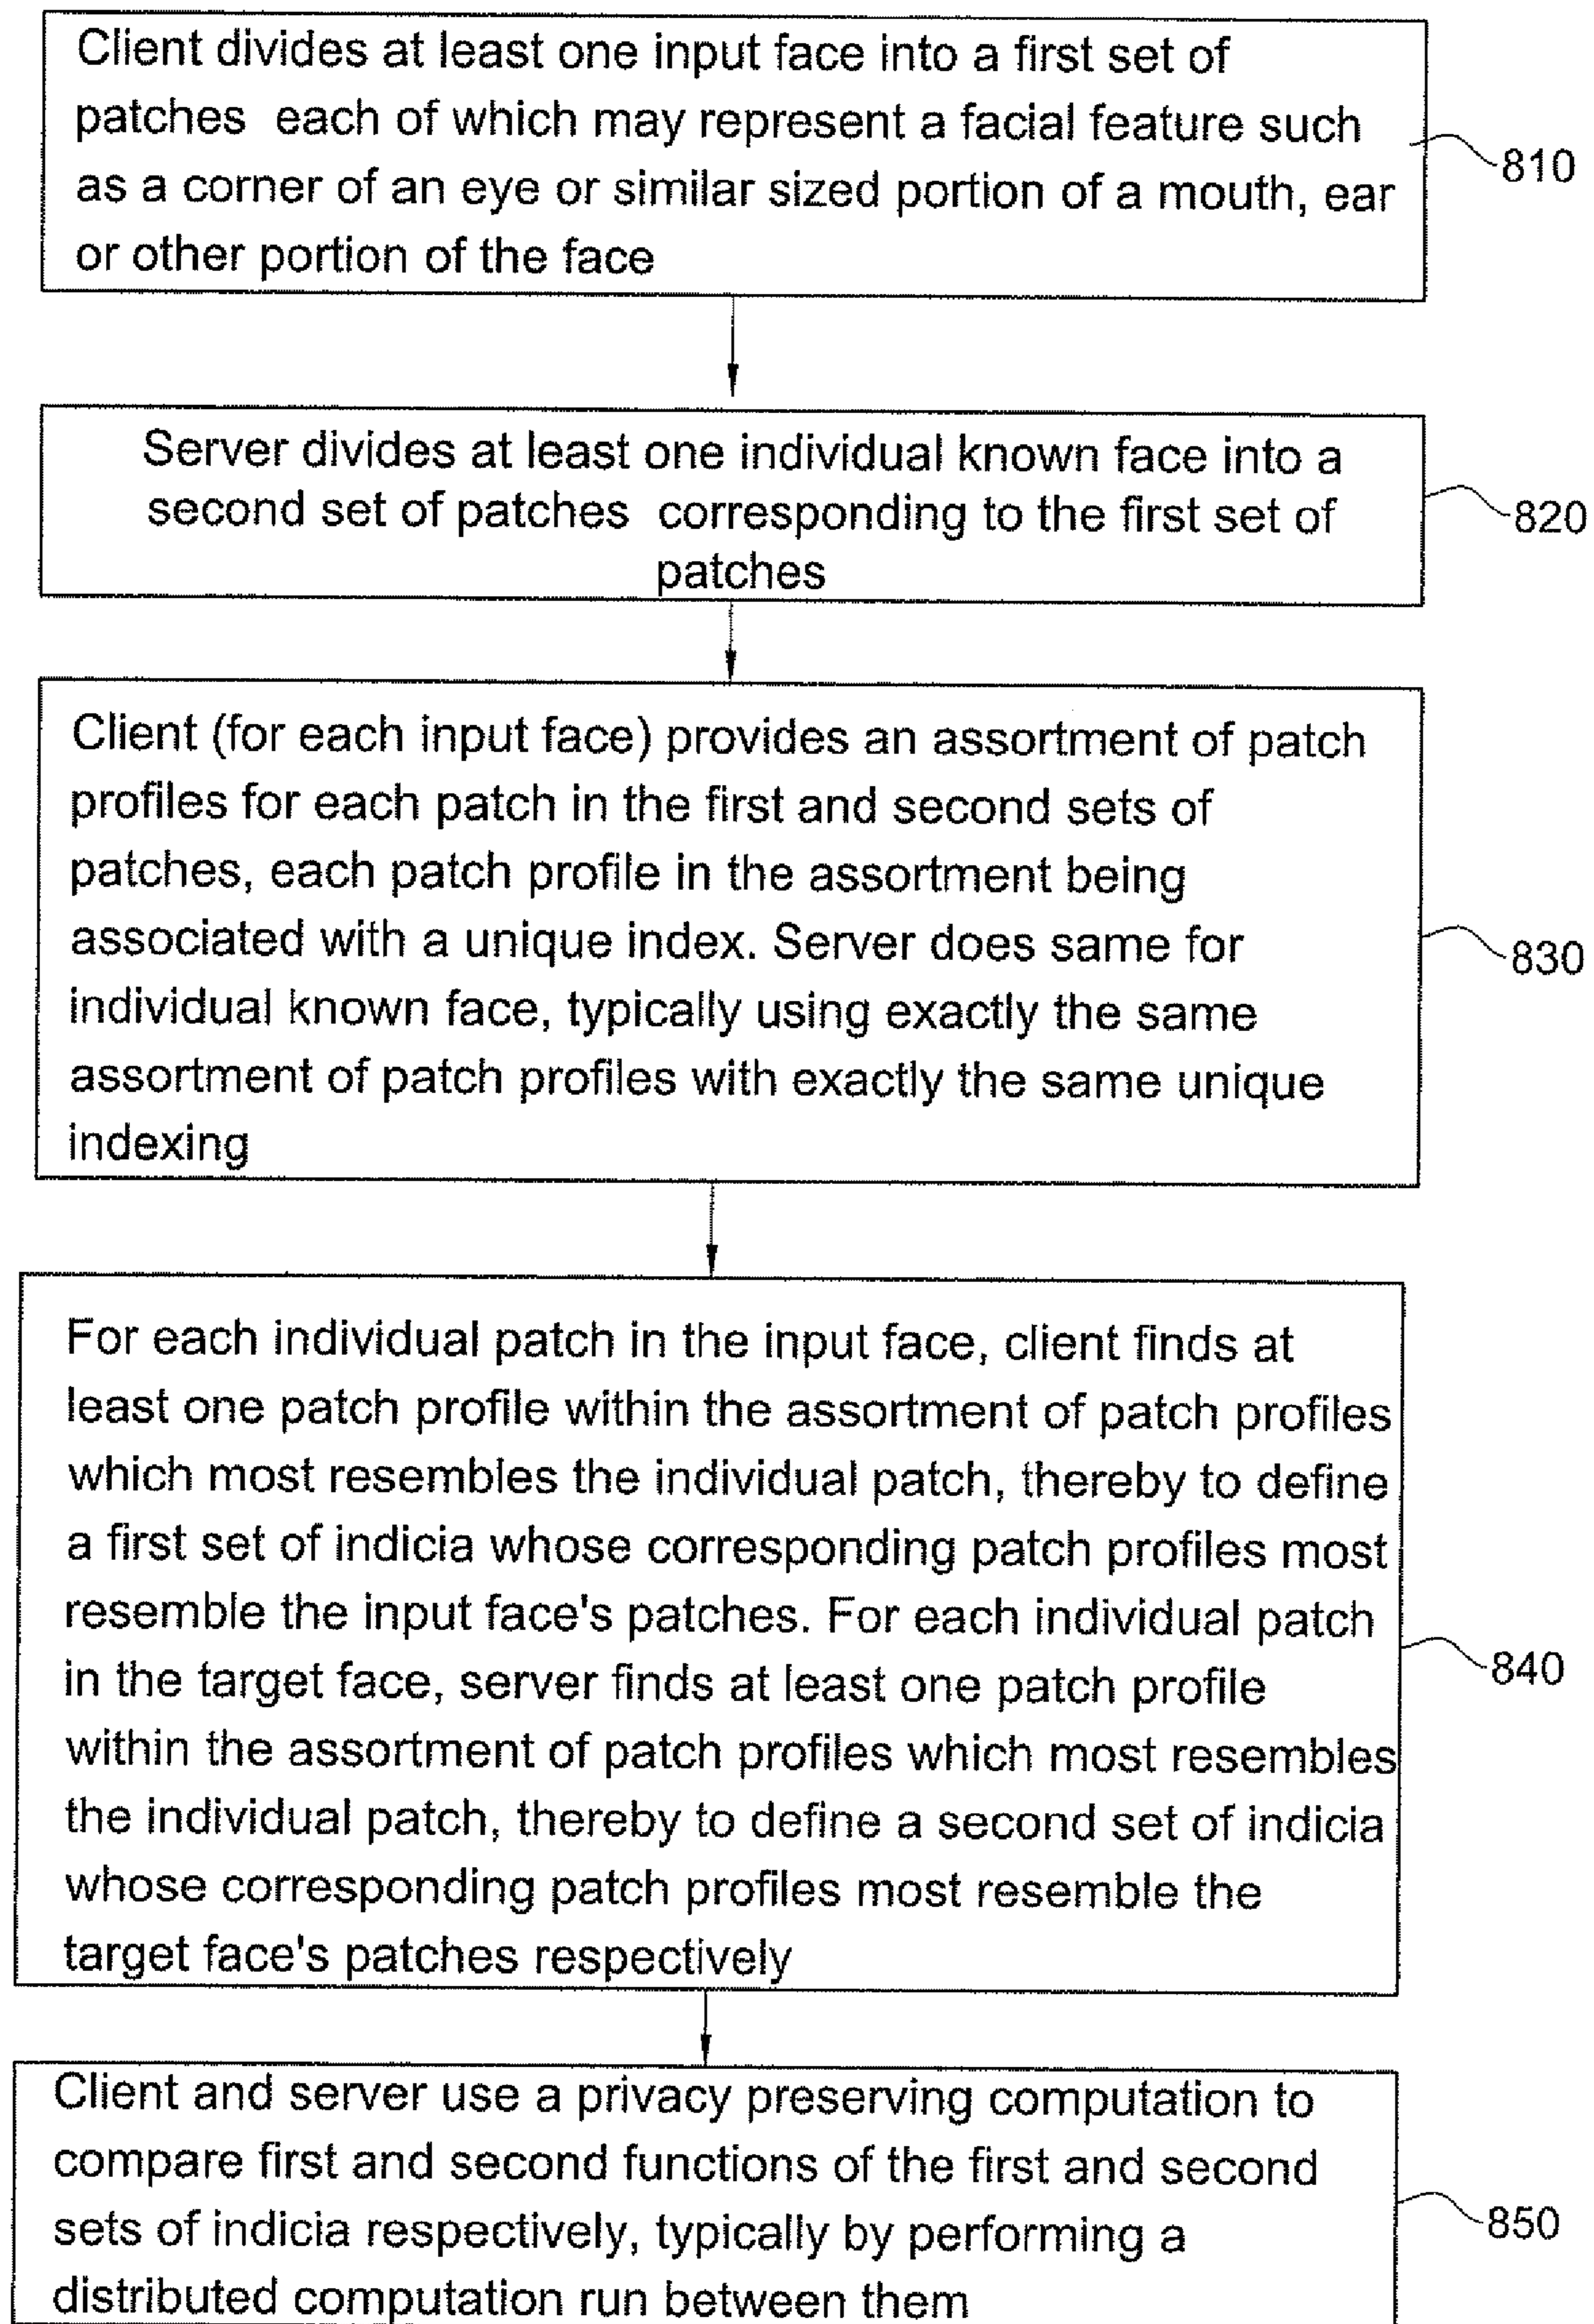 Client divides at least one input face into a first set of
patches each of which may represent a facial feature such
as a corner of an eye or similar sized portion of a mouth, ear
or other portion of the face
810
Server divides at least one individual known face into a
second set of patches corresponding to the first set of
patches
820
Client (for each input face) provides an assortment of patch
profiles for each patch in the first and second sets of
patches, each patch profile in the assortment being
associated with a unique index. Server does same for
individual known face, typically using exactly the same
assortment of patch profiles with exactly the same unique
indexing
830
For each individual patch in the input face, client finds at
least one patch profile within the assortment of patch profiles
which most resembles the individual patch, thereby to define
a first set of indicia whose corresponding patch profiles most
resemble the input face's patches. For each individual patch
in the target face, server finds at least one patch profile
within the assortment of patch profiles which most resembles
the individual patch, thereby to define a second set of indicia
whose corresponding patch profiles most resemble the
target face's patches respectively
840
Client and server use a privacy preserving computation to
compare first and second functions of the first and second
sets of indicia respectively, typically by performing a
distributed computation run between them
850